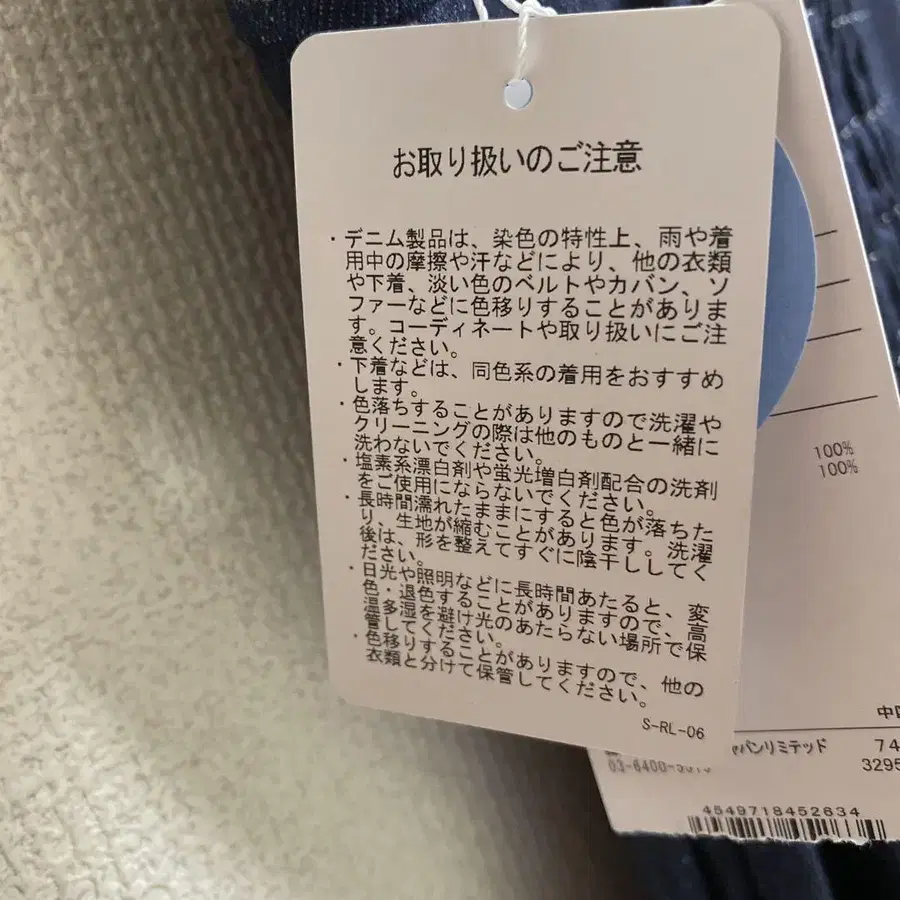 お取り扱いのご注意
・デニム製品は、染色の特性上、雨や着
用中の摩擦や汗などにより、他の衣類
や下着、淡い色のベルトやカバン、ソ
ファーなどに色移りすることがありま
す。コーディネートや取り扱いにご注
意ください。
・下着などは、同色系の着用をおすすめ
します。
・色落ちすることがありますので洗濯や
クリーニングの際は他のものと一緒に
洗わないでください。
・塩素系漂白剤や蛍光増白剤配合の洗剤
をご使用にならないでください。
・長時間濡れたままにすると色が落ちた
り、生地が縮むことがあります。洗濯
後は、形を整えてすぐに陰干ししてく
ださい。
・日光や照明などに長時間あたると、変
色・退色することがありますので、高
温多湿を避け光のあたらない場所で保
管してください。
・色移りすることがありますので、他の
衣類と分けて保管してください。
S-RL-06
100%
100%
中
ャパンリミテッド
74
03-6400-
3295
4549718452634